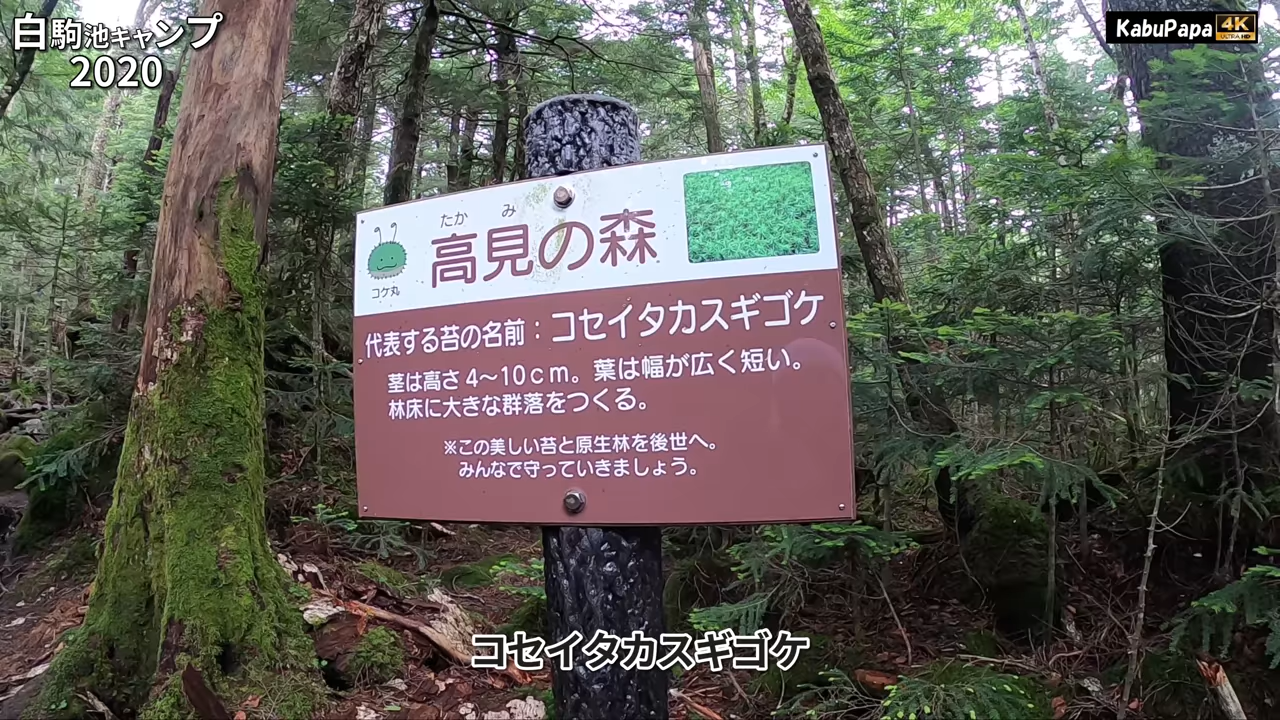 白駒池キャンプ
2020
KabuPapa 4K
ULTRA HD
たかみ
高見の森
コケ丸
代表する苔の名前：コセイタカスギゴケ
茎は高さ4～10cm。葉は幅が広く短い。
林床に大きな群落をつくる。
※この美しい苔と原生林を後世へ。
みんなで守っていきましょう。
コセイタカスギゴケ